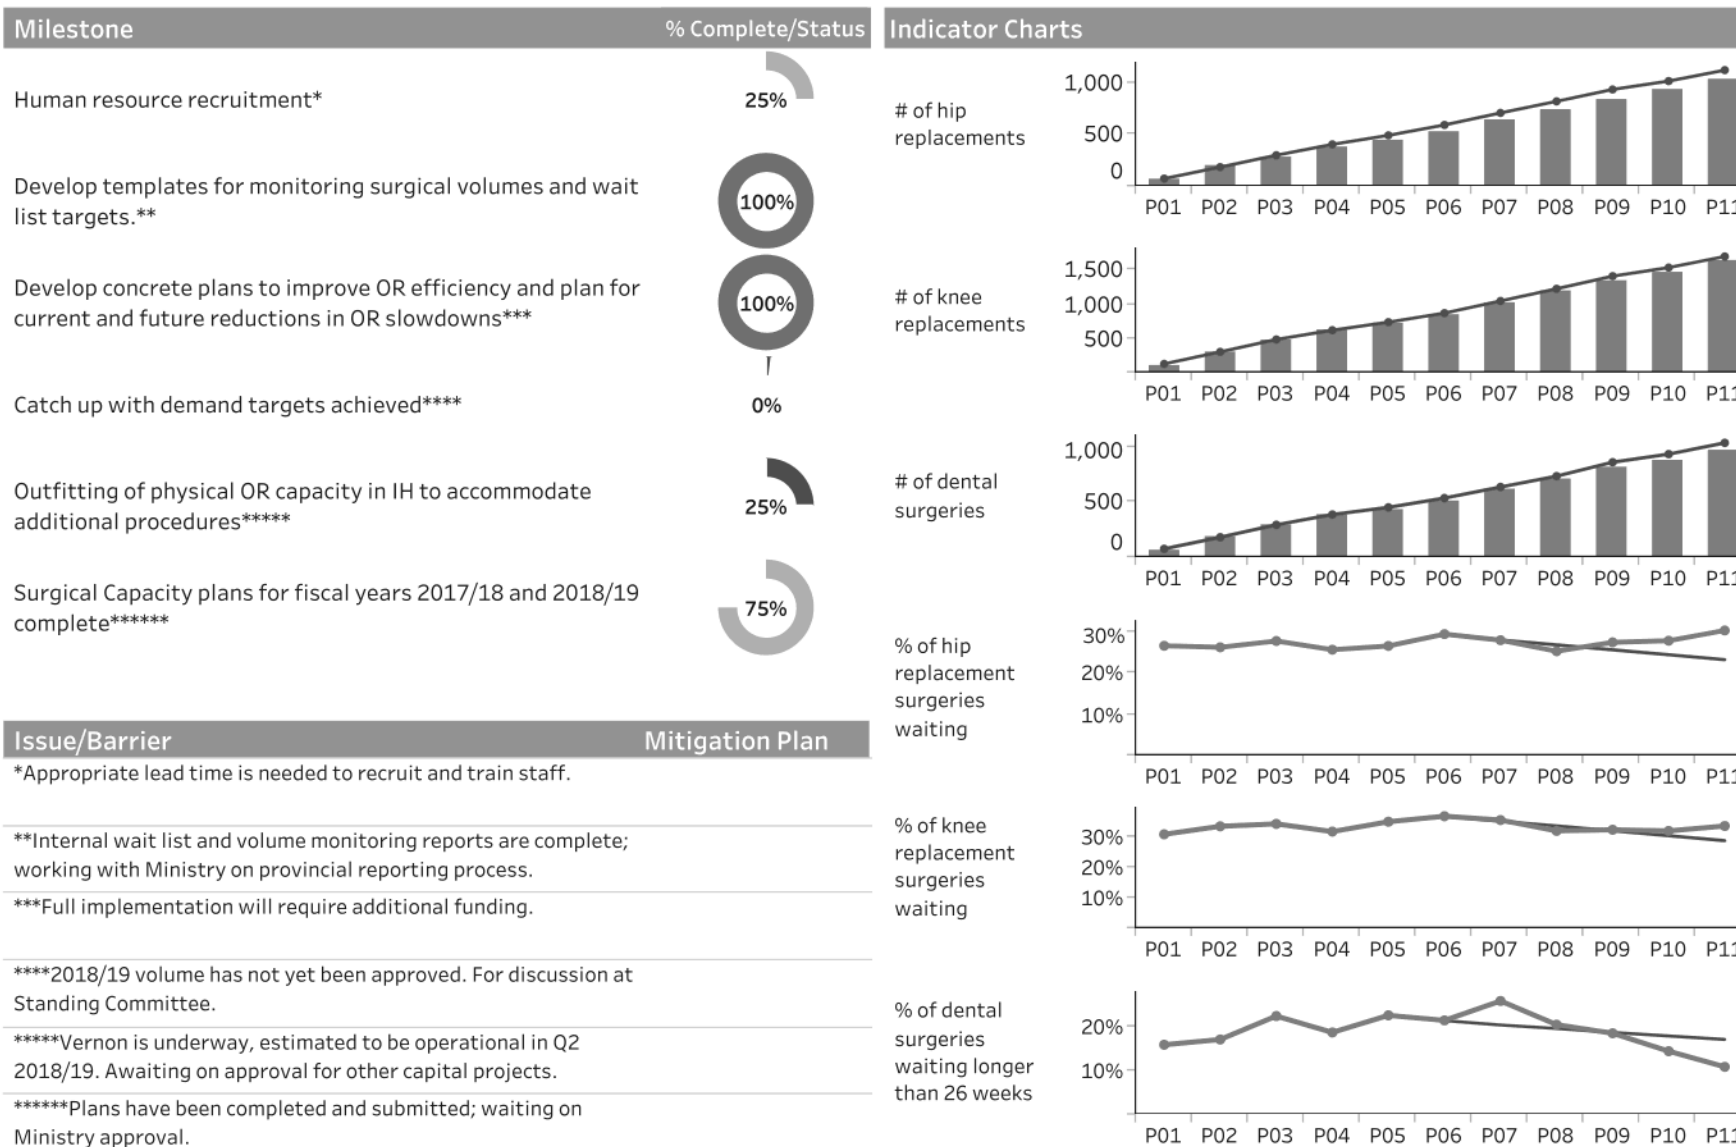 Milestone % Complete/Status
Human resource recruitment*
25%
Develop templates for monitoring surgical volumes and wait
list targets.**
100%
Develop concrete plans to improve OR efficiency and plan for
current and future reductions in OR slowdowns***
100%
Catch up with demand targets achieved****
0%
Outfitting of physical OR capacity in IH to accommodate
additional procedures*****
25%
Surgical Capacity plans for fiscal years 2017/18 and 2018/19
complete******
75%
Issue/Barrier Mitigation Plan
*Appropriate lead time is needed to recruit and train staff.
**Internal wait list and volume monitoring reports are complete;
working with Ministry on provincial reporting process.
***Full implementation will require additional funding.
****2018/19 volume has not yet been approved. For discussion at
Standing Committee.
*****Vernon is underway, estimated to be operational in Q2
2018/19. Awaiting on approval for other capital projects.
******Plans have been completed and submitted; waiting on
Ministry approval.
Indicator Charts
# of hip
replacements
1,000
500
0
P01 P02 P03 P04 P05 P06 P07 P08 P09 P10 P11
# of knee
replacements
1,500
1,000
500
P01 P02 P03 P04 P05 P06 P07 P08 P09 P10 P11
# of dental
surgeries
1,000
500
0
P01 P02 P03 P04 P05 P06 P07 P08 P09 P10 P11
% of hip
replacement
surgeries
waiting
30%
20%
10%
P01 P02 P03 P04 P05 P06 P07 P08 P09 P10 P11
% of knee
replacement
surgeries
waiting
30%
20%
10%
P01 P02 P03 P04 P05 P06 P07 P08 P09 P10 P11
% of dental
surgeries
waiting longer
than 26 weeks
20%
10%
P01 P02 P03 P04 P05 P06 P07 P08 P09 P10 P11